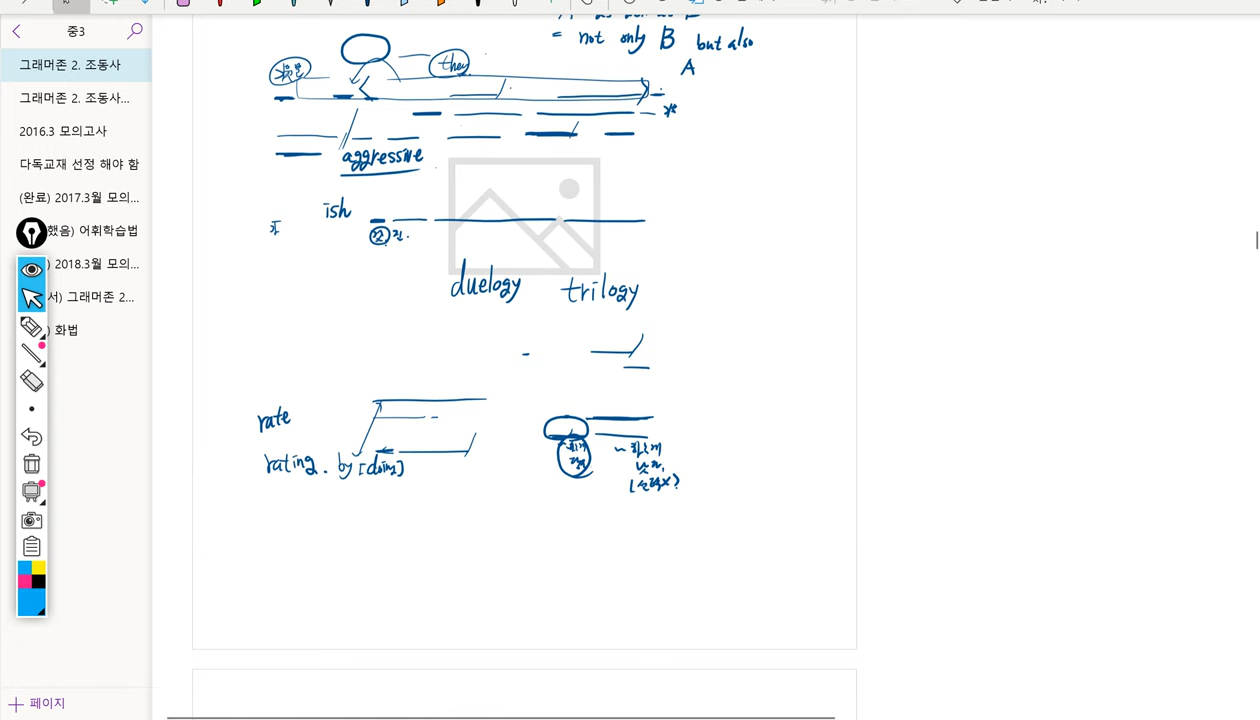 중3
그래머존 2. 조동사
그래머존 2. 조동사...
2016.3 모의고사
다독교재 선정 해야 함
(완료) 2017.3월 모의...
했음) 어휘학습법
) 2018.3월 모의...
서) 그래머존 2...
) 화법
페이지
= not only B but also
A
they
aggressive
ish
duelogy trilogy
rate
rating. by [doing]